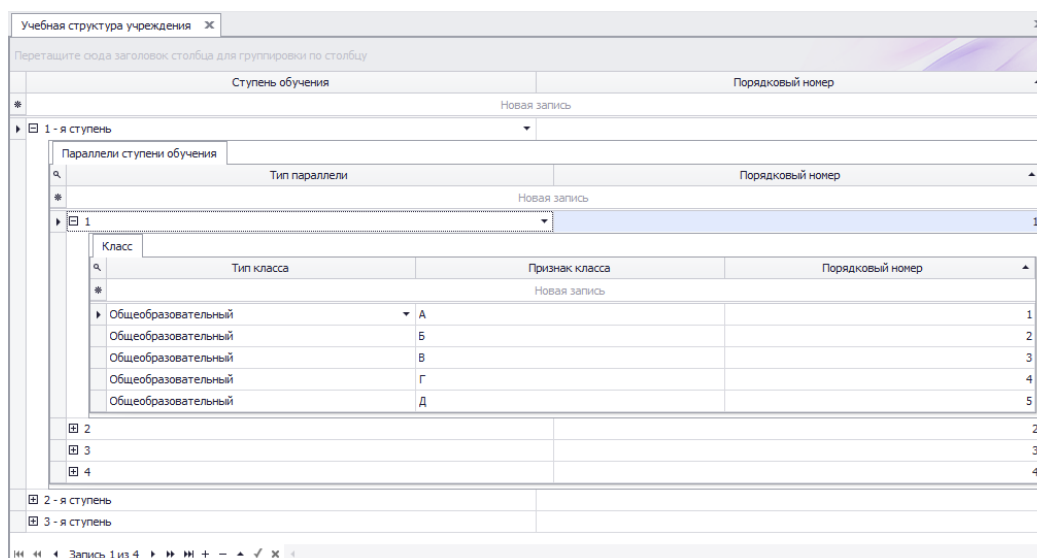 Учебная структура учреждения
Перетащите сюда заголовок столбца для группировки по столбцу
Ступень обучения Порядковый номер
Новая запись
1 - я ступень
Параллели ступени обучения
Тип параллели Порядковый номер
Новая запись
1 1
Класс
Тип класса Признак класса Порядковый номер
Новая запись
Общеобразовательный А 1
Общеобразовательный Б 2
Общеобразовательный В 3
Общеобразовательный Г 4
Общеобразовательный Д 5
2 2
3 3
4 4
2 - я ступень
3 - я ступень
Запись 1 из 4